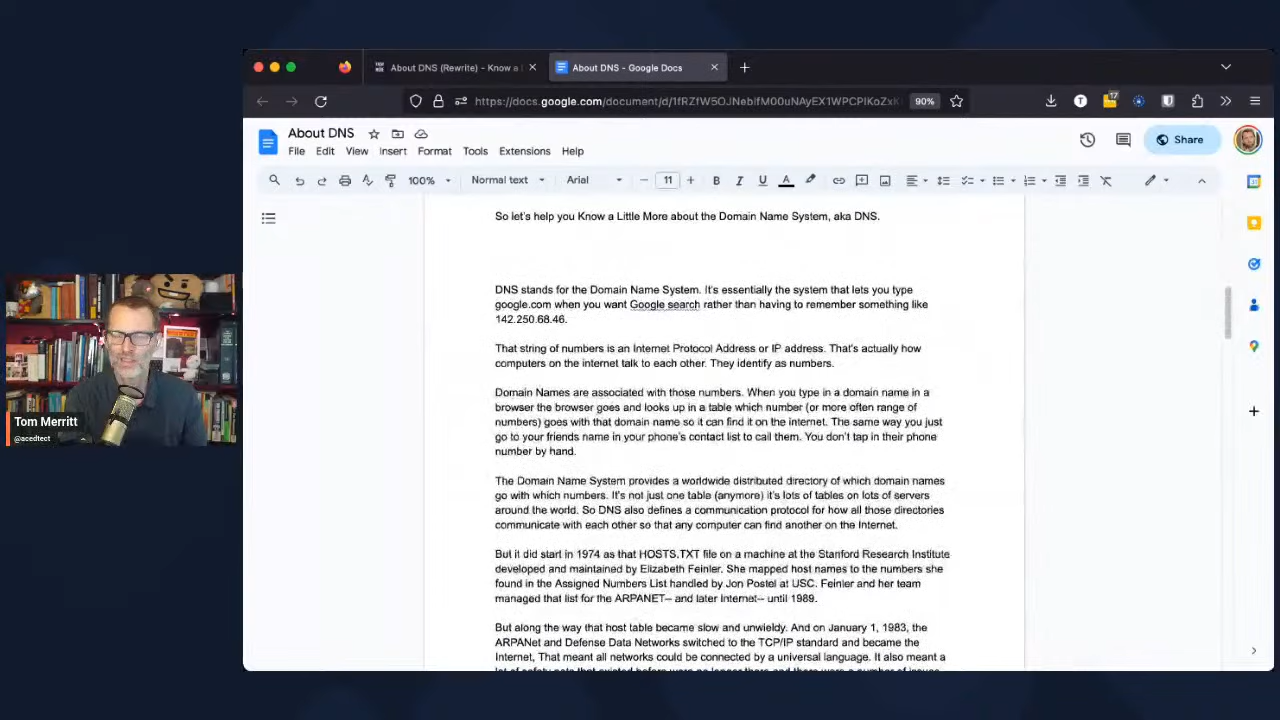 About DNS (Rewrite) - Know a
About DNS - Google Docs
https://docs.google.com/document/d/
90%
17
T
About DNS
Share
File Edit View Insert Format Tools Extensions Help
100% Normal text Arial 11 B I U A
So let's help you Know a Little More about the Domain Name System, aka DNS.
DNS stands for the Domain Name System. It's essentially the system that lets you type
google.com when you want Google search rather than having to remember something like
142.250.68.46.
That string of numbers is an Internet Protocol Address or IP address. That's actually how
computers on the internet talk to each other. They identify as numbers.
Domain Names are associated with those numbers. When you type in a domain name in a
browser the browser goes and looks up in a table which number (or more often range of
numbers) goes with that domain name so it can find it on the internet. The same way you just
go to your friends name in your phone's contact list to call them. You don't tap in their phone
number by hand.
The Domain Name System provides a worldwide distributed directory of which domain names
go with which numbers. It's not just one table (anymore) it's lots of tables on lots of servers
around the world. So DNS also defines a communication protocol for how all those directories
communicate with each other so that any computer can find another on the Internet.
But it did start in 1974 as that HOSTS.TXT file on a machine at the Stanford Research Institute
developed and maintained by Elizabeth Feinler. She mapped host names to the numbers she
found in the Assigned Numbers List handled by Jon Postel at USC. Feinler and her team
managed that list for the ARPANET-- and later Internet-- until 1989.
But along the way that host table became slow and unwieldy. And on January 1, 1983, the
ARPANet and Defense Data Networks switched to the TCP/IP standard and became the
Internet, That meant all networks could be connected by a universal language. It also meant a
Tom Merritt
@acedtect